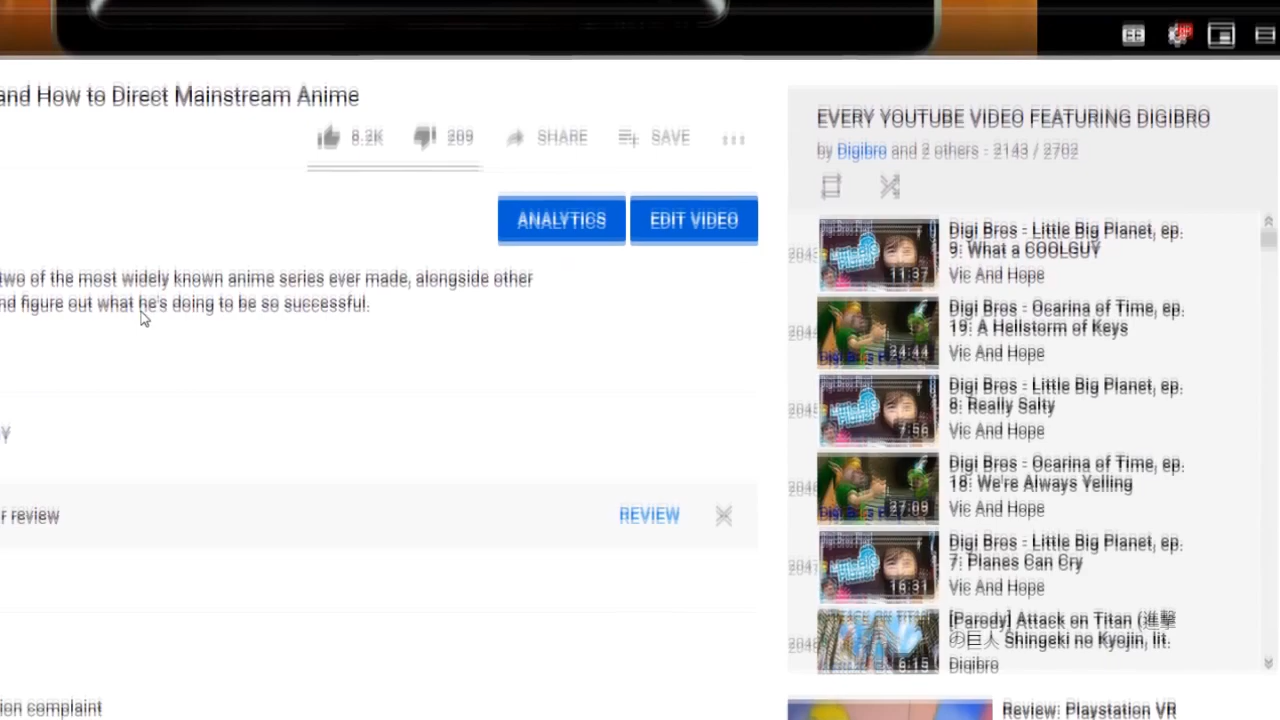 and How to Direct Mainstream Anime
8.2K
209
SHARE
SAVE
ANALYTICS
EDIT VIDEO
two of the most widely known anime series ever made, alongside other
nd figure out what he's doing to be so successful.
Y
r review
REVIEW
ion complaint
EVERY YOUTUBE VIDEO FEATURING DIGIBRO
by Digibro and 2 others - 2143 / 2702
Digi Bros - Little Big Planet, ep.
9: What a COOLGUY
Vic And Hope
11:37
Digi Bros - Ocarina of Time, ep.
19: A Hellstorm of Keys
Vic And Hope
24:44
Digi Bros - Little Big Planet, ep.
8: Really Salty
Vic And Hope
7:56
Digi Bros - Ocarina of Time, ep.
18: We're Always Yelling
Vic And Hope
27:09
Digi Bros - Little Big Planet, ep.
7: Planes Can Cry
Vic And Hope
16:31
[Parody] Attack on Titan (進撃
の巨人 Shingeki no Kyojin, lit.
Digibro
6:15
Review: Playstation VR